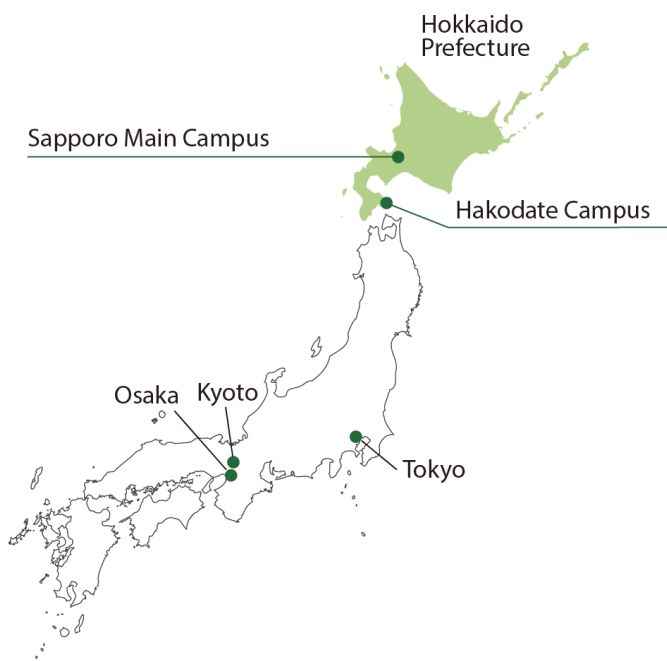 Hokkaido
Prefecture
Sapporo Main Campus
Hakodate Campus
Osaka
Kyoto
Tokyo